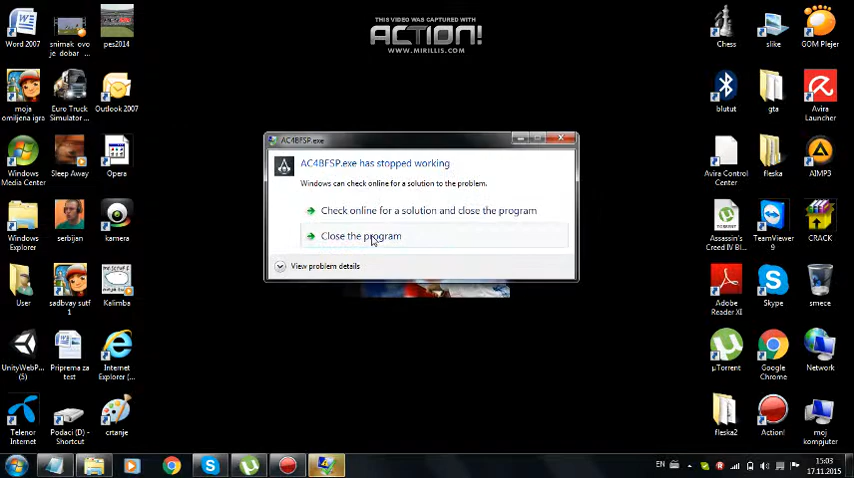 THIS VIDEO WAS CAPTURED WITH
ACTION!
WWW.MIRILLIS.COM
Word 2007
snimak_ovo
je_dobar_...
pes2014
Chess
slike
GOM Plejer
moja
omiljena igra
Euro Truck
Simulator ...
Outlook 2007
blutut
gta
Avira
Launcher
AC4BFSP.exe
AC4BFSP.exe has stopped working
Windows can check online for a solution to the problem.
Check online for a solution and close the program
Close the program
View problem details
Windows
Media Center
Sleep Away
Opera
Avira Control
Center
fleska
AIMP3
Windows
Explorer
serbijan
kamera
Assassin's
Creed IV Bl...
TeamViewer
9
CRACK
User
sadbvay sutf
1
Kalimba
Adobe
Reader XI
Skype
smece
UnityWebP...
(5)
Priprema za
test
Internet
Explorer (...
µTorrent
Google
Chrome
Network
Telenor
Internet
Podaci (D) -
Shortcut
crtanje
fleska2
Action!
moj
kompjuter
EN
15:03
17.11.2015